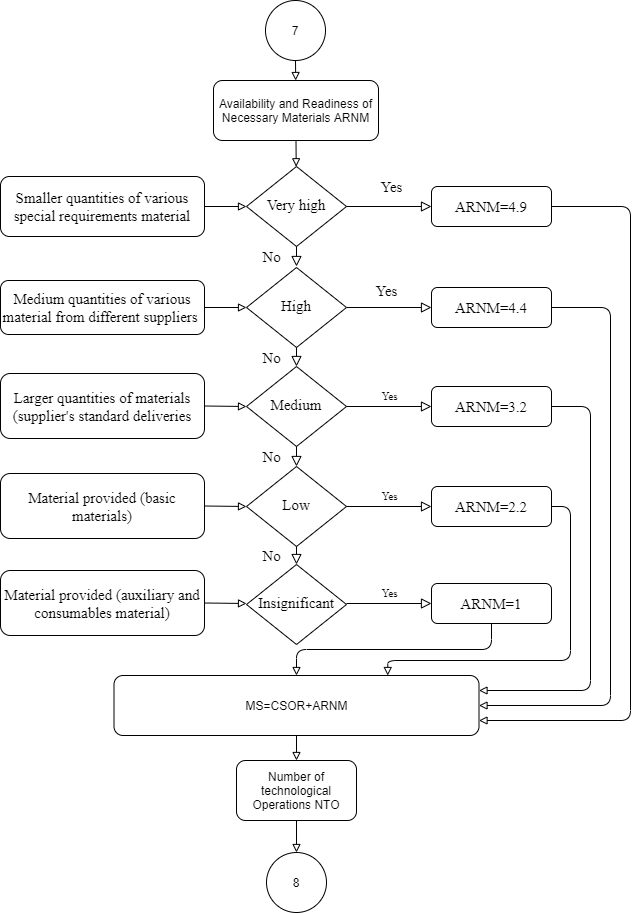 7
Availability and Readiness of
Necessary Materials ARNM
Smaller quantities of various
special requirements material
Very high
Yes
ARNM=4.9
No
Medium quantities of various
material from different suppliers
High
Yes
ARNM=4.4
No
Larger quantities of materials
(supplier's standard deliveries
Medium
Yes
ARNM=3.2
No
Material provided (basic
materials)
Low
Yes
ARNM=2.2
No
Material provided (auxiliary and
consumables material)
Insignificant
Yes
ARNM=1
MS=CSOR+ARNM
Number of
technological
Operations NTO
8